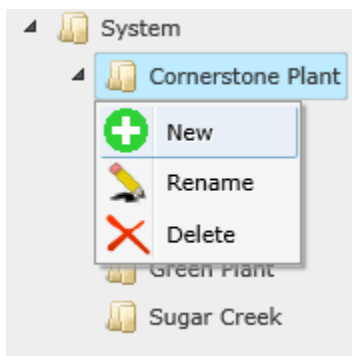 System
Cornerstone Plant
New
Rename
Delete
Green Plant
Sugar Creek